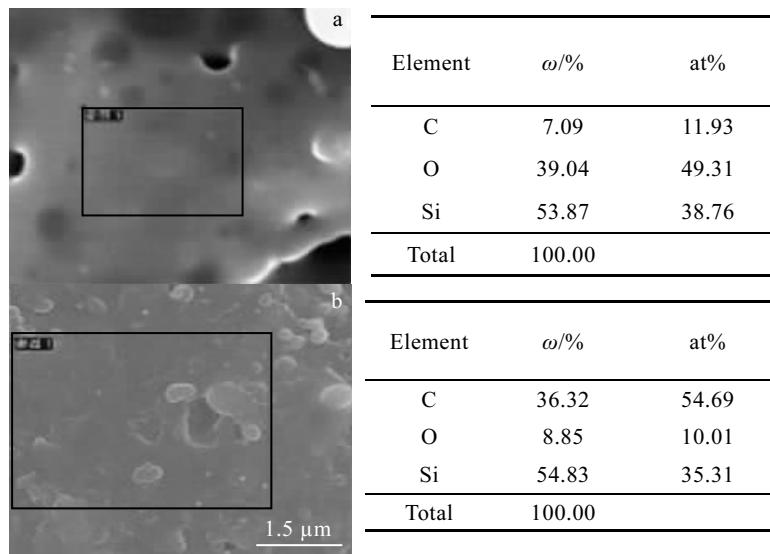 a
Element ω/% at%
C 7.09 11.93
O 39.04 49.31
Si 53.87 38.76
Total 100.00
b
Element ω/% at%
C 36.32 54.69
O 8.85 10.01
Si 54.83 35.31
Total 100.00
1.5 μm